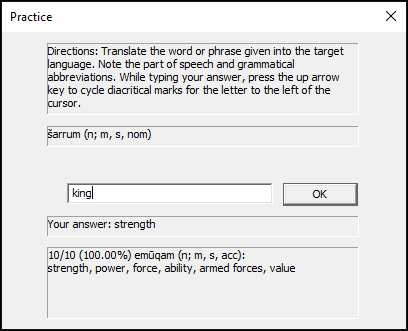 Practice
Directions: Translate the word or phrase given into the target
language. Note the part of speech and grammatical
abbreviations. While typing your answer, press the up arrow
key to cycle diacritical marks for the letter to the left of the
cursor.
šarrum (n; m, s, nom)
king
OK
Your answer: strength
10/10 (100.00%) emūqam (n; m, s, acc):
strength, power, force, ability, armed forces, value